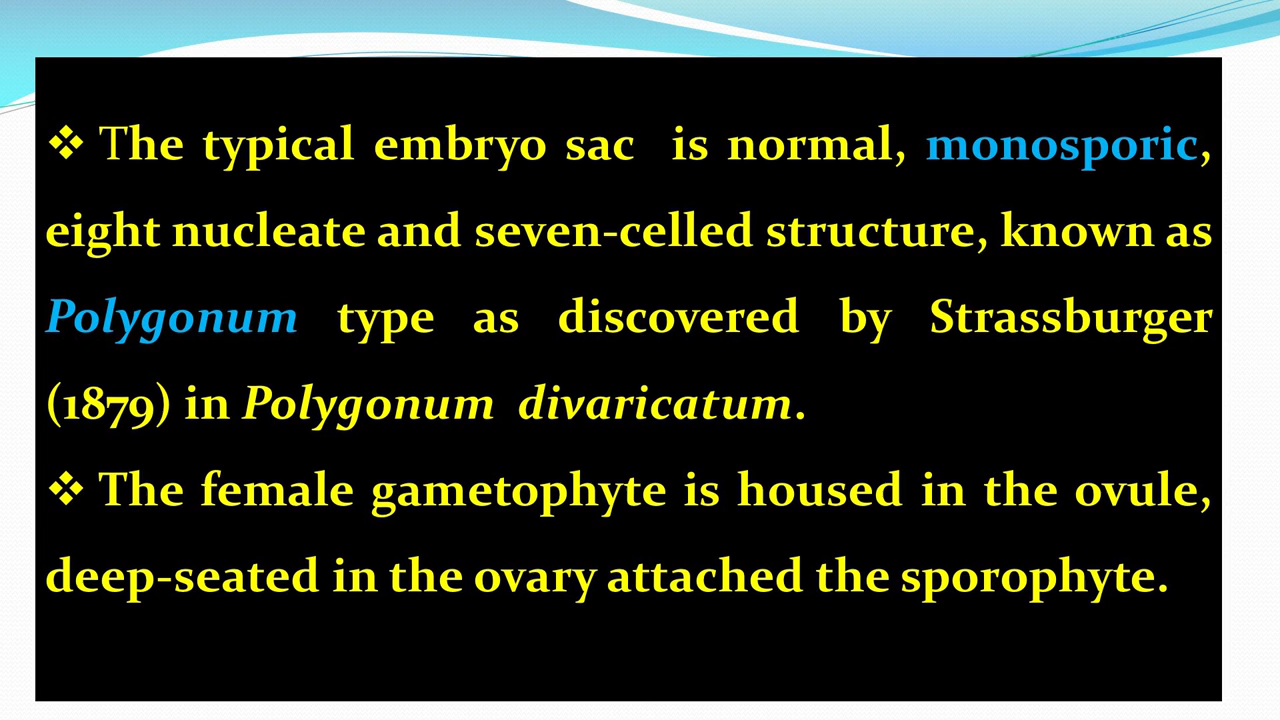 ❖ The typical embryo sac is normal, monosporic,
eight nucleate and seven-celled structure, known as
Polygonum type as discovered by Strassburger
(1879) in Polygonum divaricatum.
❖ The female gametophyte is housed in the ovule,
deep-seated in the ovary attached the sporophyte.